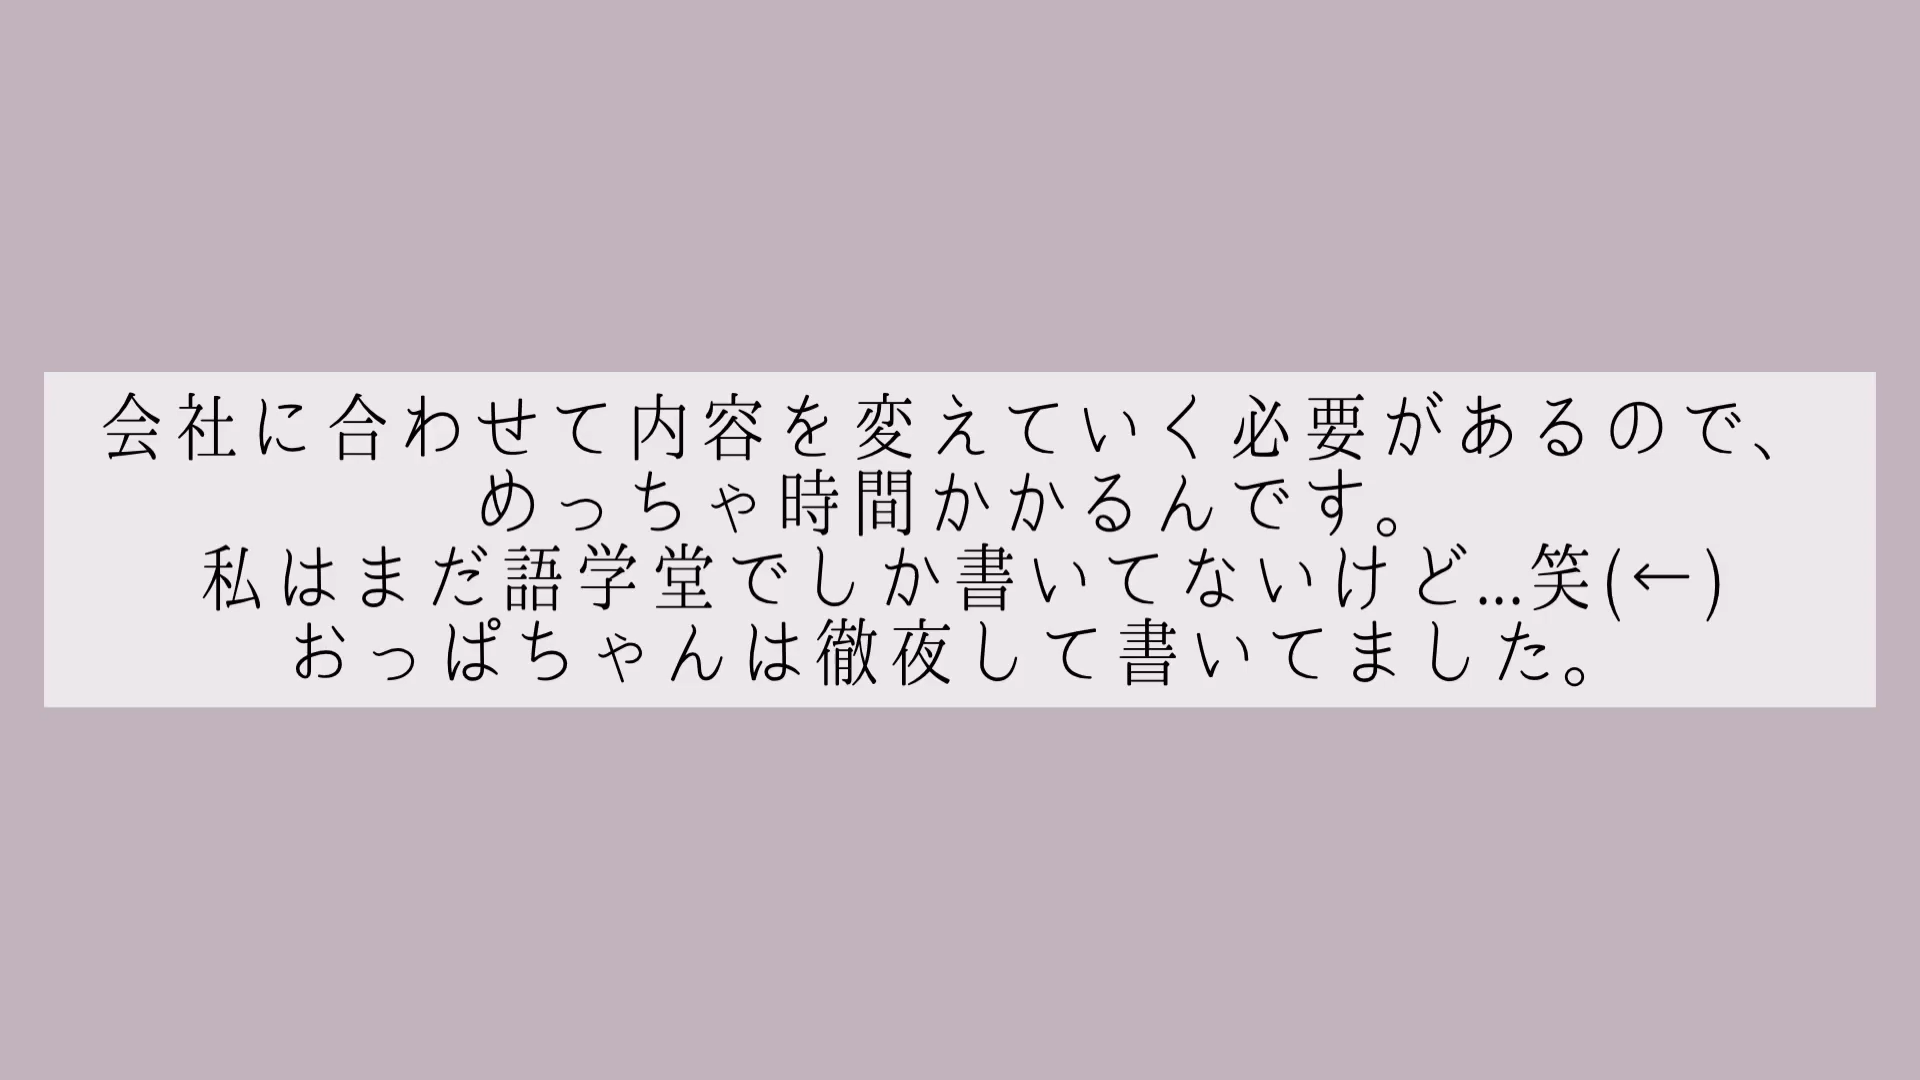 会社に合わせて内容を変えていく必要があるので、
めっちゃ時間かかるんです。
私はまだ語学堂でしか書いてないけど...笑(←)
おっぱちゃんは徹夜して書いてました。